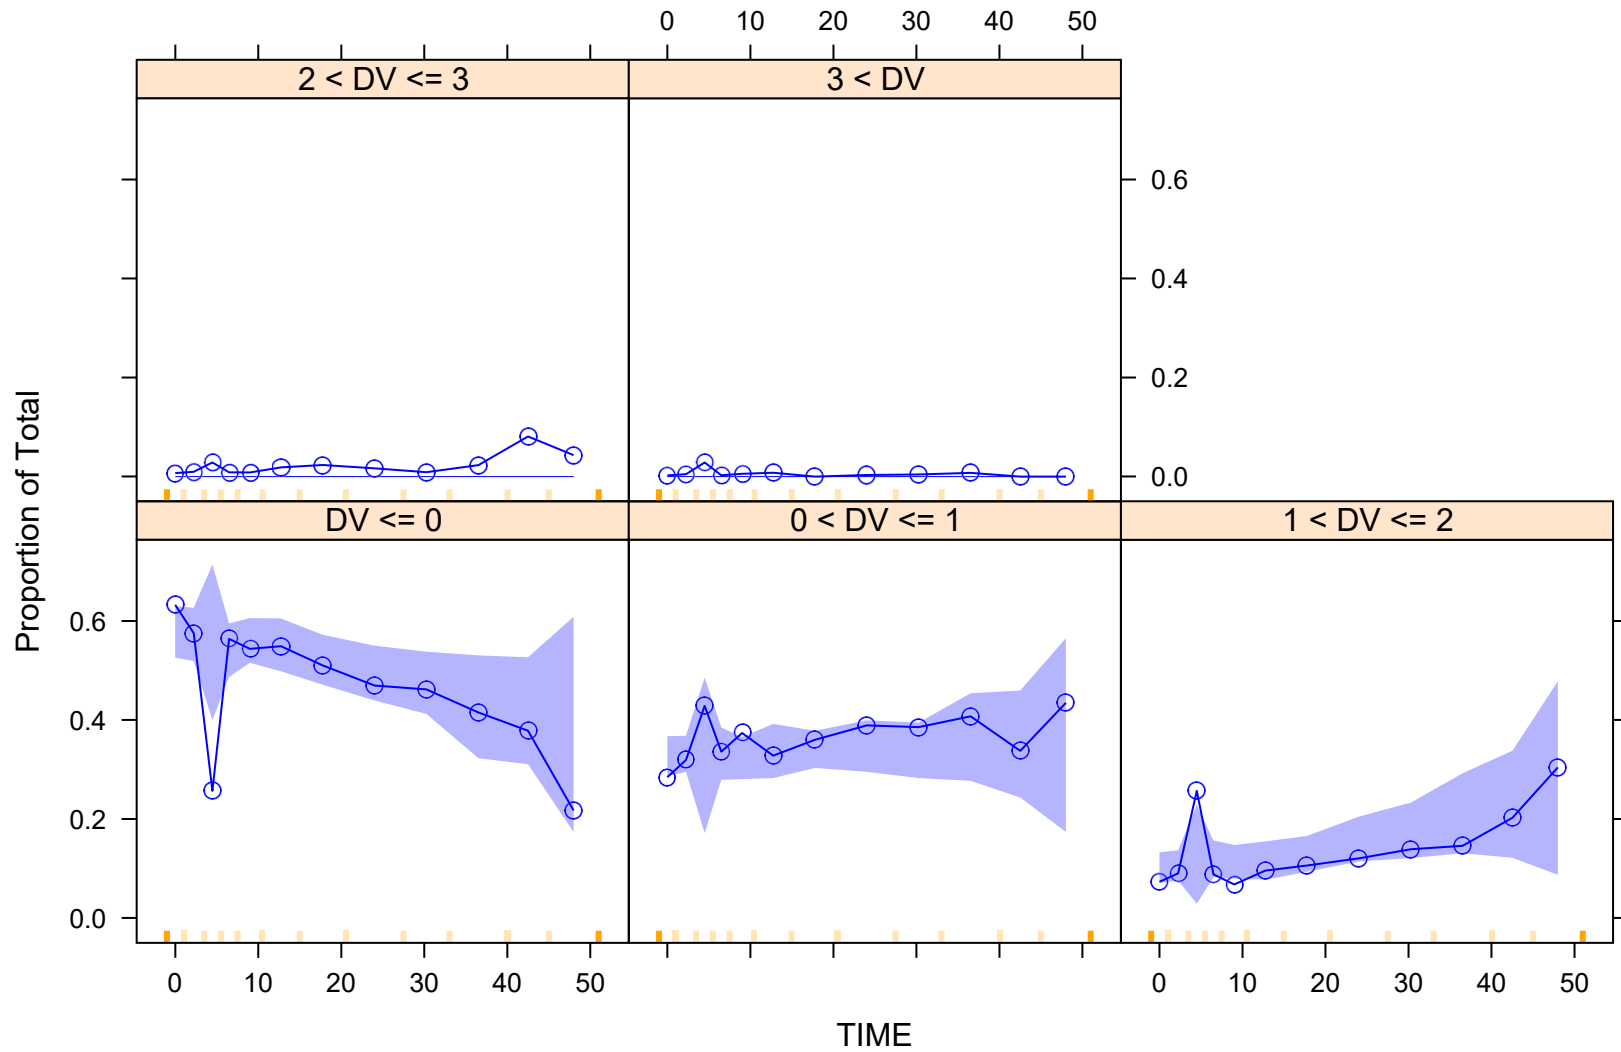 0 10 20 30 40 50
2 < DV <= 3
3 < DV
0.6
0.4
0.2
0.0
Proportion of Total
DV <= 0
0 < DV <= 1
1 < DV <= 2
0.6
0.4
0.2
0.0
0 10 20 30 40 50
0 10 20 30 40 50
TIME